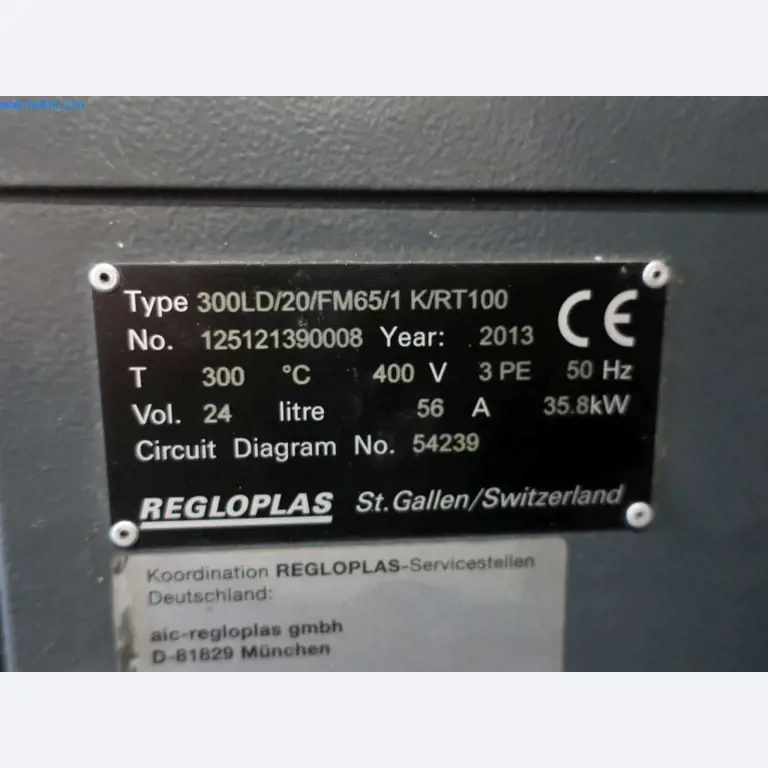 Type 300LD/20/FM65/1 K/RT100
No. 125121390008 Year: 2013 CE
T 300 °C 400 V 3 PE 50 Hz
Vol. 24 litre 56 A 35.8kW
Circuit Diagram No. 54239
REGLOPLAS St.Gallen/Switzerland
Koordination REGLOPLAS-Servicestellen
Deutschland:
aic-regloplas gmbh
D-81829 München